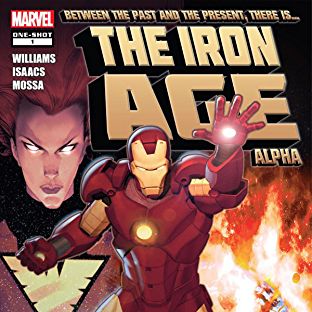 BETWEEN THE PAST AND THE PRESENT, THERE IS...
MARVEL
ONE-SHOT
1
WILLIAMS
ISAACS
MOSSA
THE IRON
AGE
ALPHA